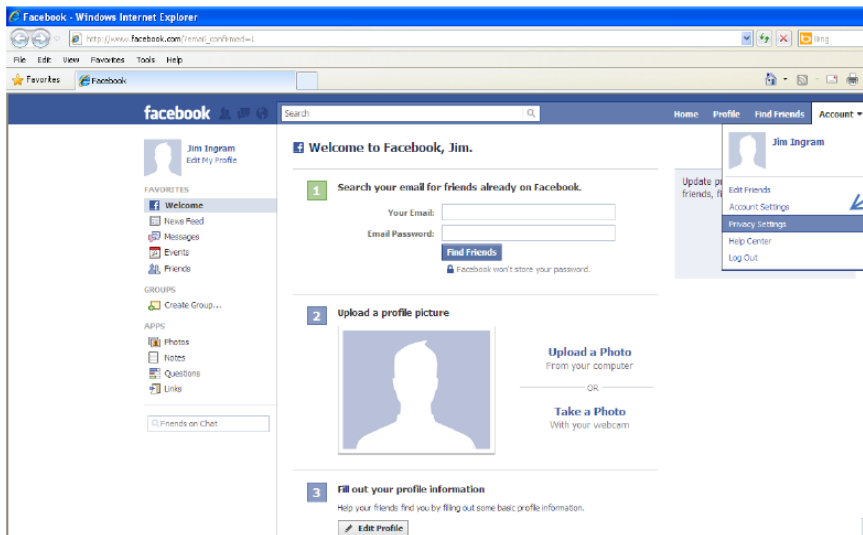 Facebook - Windows Internet Explorer
http://www.facebook.com/?email_confirmed=1
Bing
File Edit View Favorites Tools Help
Favorites Facebook
facebook Search Home Profile Find Friends Account
Jim Ingram
Edit My Profile
FAVORITES
Welcome
News Feed
Messages
Events
Friends
GROUPS
Create Group...
APPS
Photos
Notes
Questions
Links
Friends on Chat
Welcome to Facebook, Jim.
1 Search your email for friends already on Facebook.
Your Email:
Email Password:
Find Friends
Facebook won't store your password.
2 Upload a profile picture
Upload a Photo
From your computer
OR
Take a Photo
With your webcam
3 Fill out your profile information
Help your friends find you by filling out some basic profile information.
Edit Profile
Update
friends,
Jim Ingram
Edit Friends
Account Settings
Privacy Settings
Help Center
Log Out